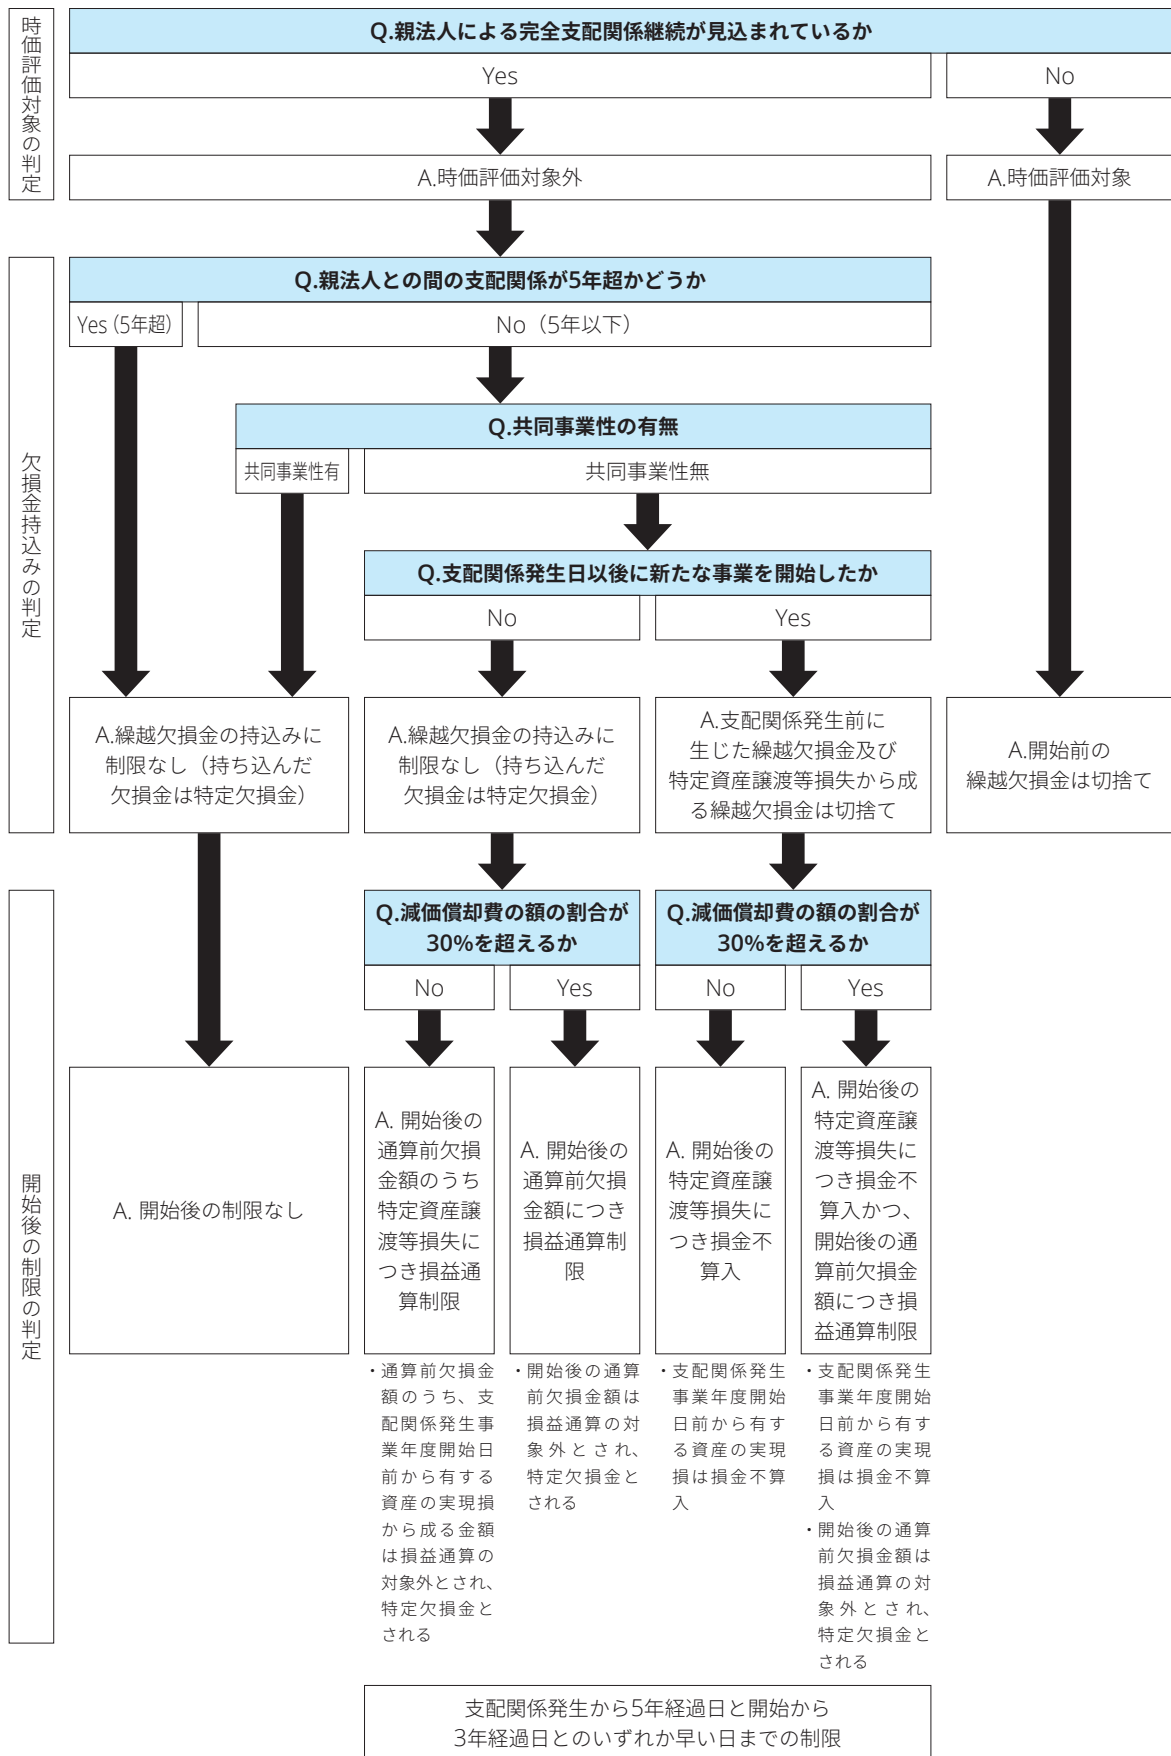 時価評価対象の判定
Q.親法人による完全支配関係継続が見込まれているか
Yes
No
A.時価評価対象外
A.時価評価対象
欠損金持込みの判定
Q.親法人との間の支配関係が5年超かどうか
Yes（5年超）
No（5年以下）
Q.共同事業性の有無
共同事業性有
共同事業性無
Q.支配関係発生日以後に新たな事業を開始したか
No
Yes
A.繰越欠損金の持込みに
制限なし（持ち込んだ
欠損金は特定欠損金）
A.繰越欠損金の持込みに
制限なし（持ち込んだ
欠損金は特定欠損金）
A.支配関係発生前に
生じた繰越欠損金及び
特定資産譲渡等損失から成
る繰越欠損金は切捨て
A.開始前の
繰越欠損金は切捨て
開始後の制限の判定
Q.減価償却費の額の割合が
30%を超えるか
Q.減価償却費の額の割合が
30%を超えるか
No
Yes
No
Yes
A. 開始後の制限なし
A. 開始後の
通算前欠損
金額のうち
特定資産譲
渡等損失に
つき損益通
算制限
A. 開始後の
通算前欠損
金額につき
損益通算制
限
A. 開始後の
特定資産譲
渡等損失に
つき損金不
算入
A. 開始後の
特定資産譲
渡等損失に
つき損金不
算入かつ、
開始後の通
算前欠損金
額につき損
益通算制限
・通算前欠損金
額のうち、支
配関係発生事
業年度開始日
前から有する
資産の実現損
から成る金額
は損益通算の
対象外とされ、
特定欠損金と
される
・開始後の通算
前欠損金額は
損益通算の対
象外とされ、
特定欠損金と
される
・支配関係発生
事業年度開始
日前から有す
る資産の実現
損は損金不算
入
・支配関係発生
事業年度開始
日前から有す
る資産の実現
損は損金不算
入
・開始後の通算
前欠損金額は
損益通算の対
象外とされ、
特定欠損金と
される
支配関係発生から5年経過日と開始から
3年経過日とのいずれか早い日までの制限